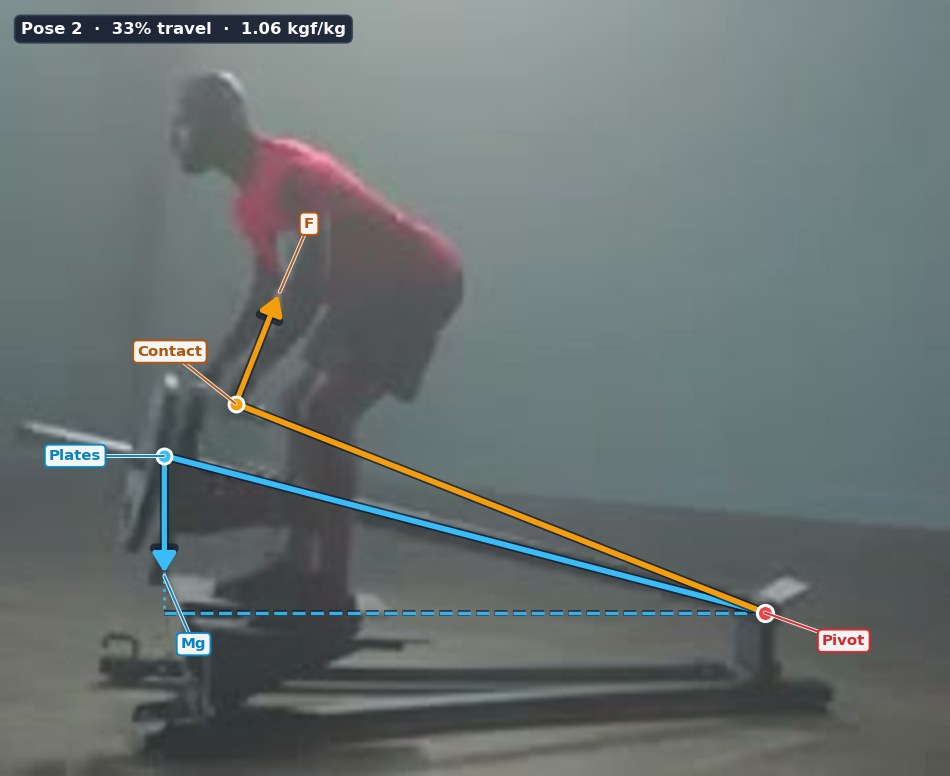 Pose 2 · 33% travel · 1.06 kgf/kg
F
Contact
Plates
Mg
Pivot